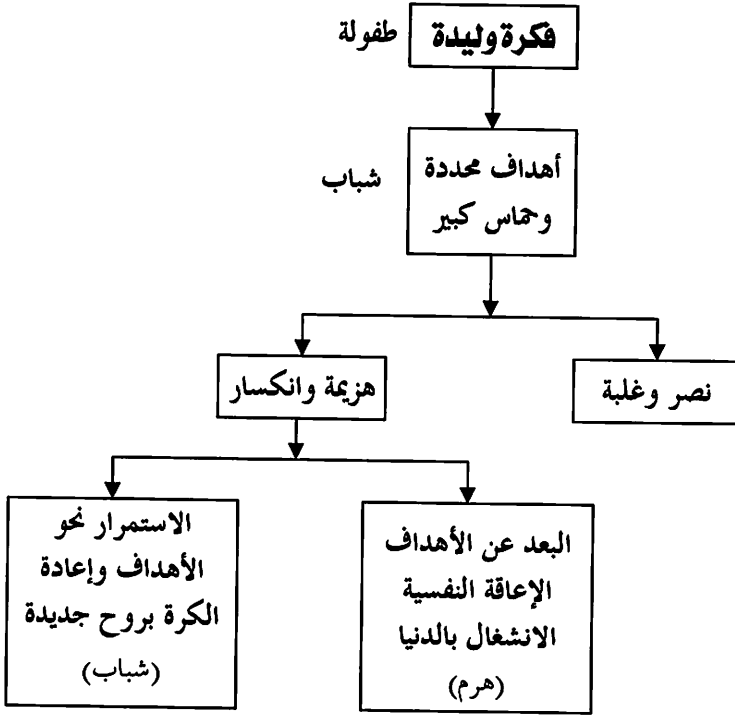 فكرة وليدة
طفولة
أهداف محددة
وحماس كبير
شباب
نصر وغلبة
هزيمة وانكسار
البعد عن الأهداف
الإعاقة النفسية
الانشغال بالدنيا
(هرم)
الاستمرار نحو
الأهداف وإعادة
الكرة بروح جديدة
(شباب)